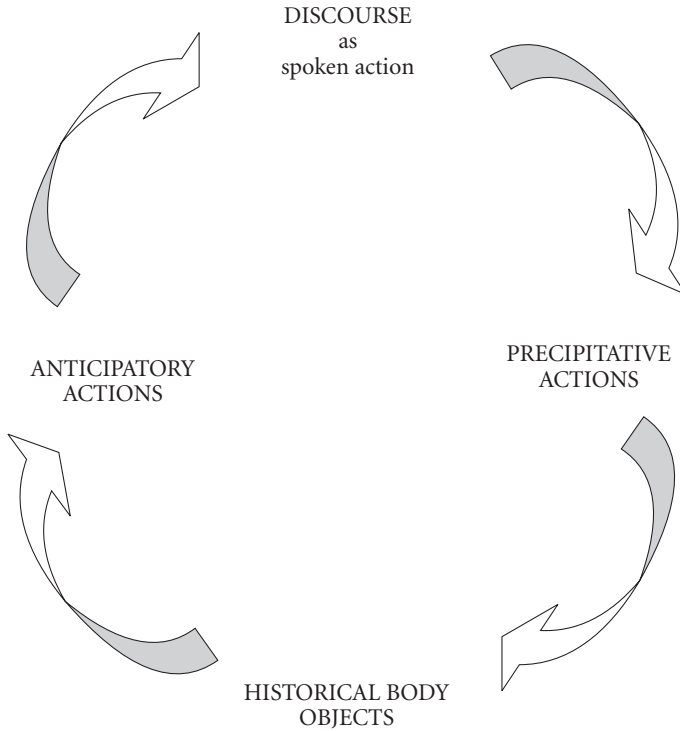 DISCOURSE
as
spoken action
PRECIPITATIVE
ACTIONS
ANTICIPATORY
ACTIONS
HISTORICAL BODY
OBJECTS